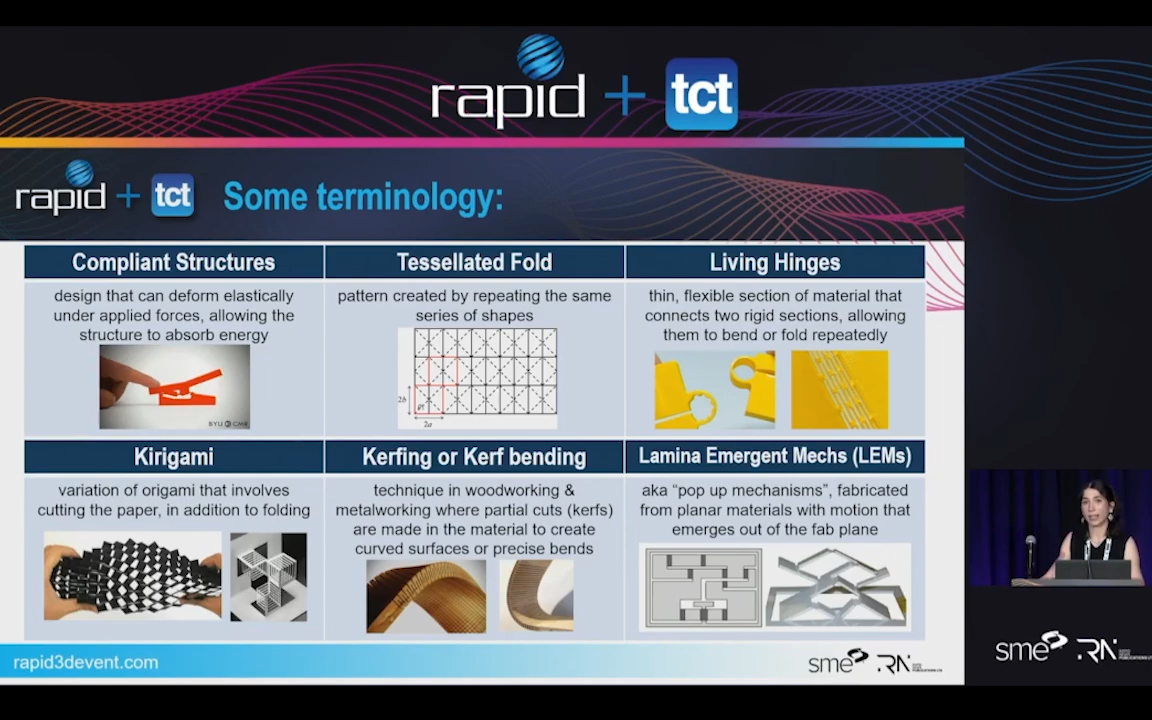 rapid + tct
rapid + tct
Some terminology:
Compliant Structures
design that can deform elastically
under applied forces, allowing the
structure to absorb energy
BYU CMR
Tessellated Fold
pattern created by repeating the same
series of shapes
2b
2a
Living Hinges
thin, flexible section of material that
connects two rigid sections, allowing
them to bend or fold repeatedly
Kirigami
variation of origami that involves
cutting the paper, in addition to folding
Kerfing or Kerf bending
technique in woodworking &
metalworking where partial cuts (kerfs)
are made in the material to create
curved surfaces or precise bends
Lamina Emergent Mechs (LEMs)
aka “pop up mechanisms”, fabricated
from planar materials with motion that
emerges out of the fab plane
rapid3devent.com
sme
sme